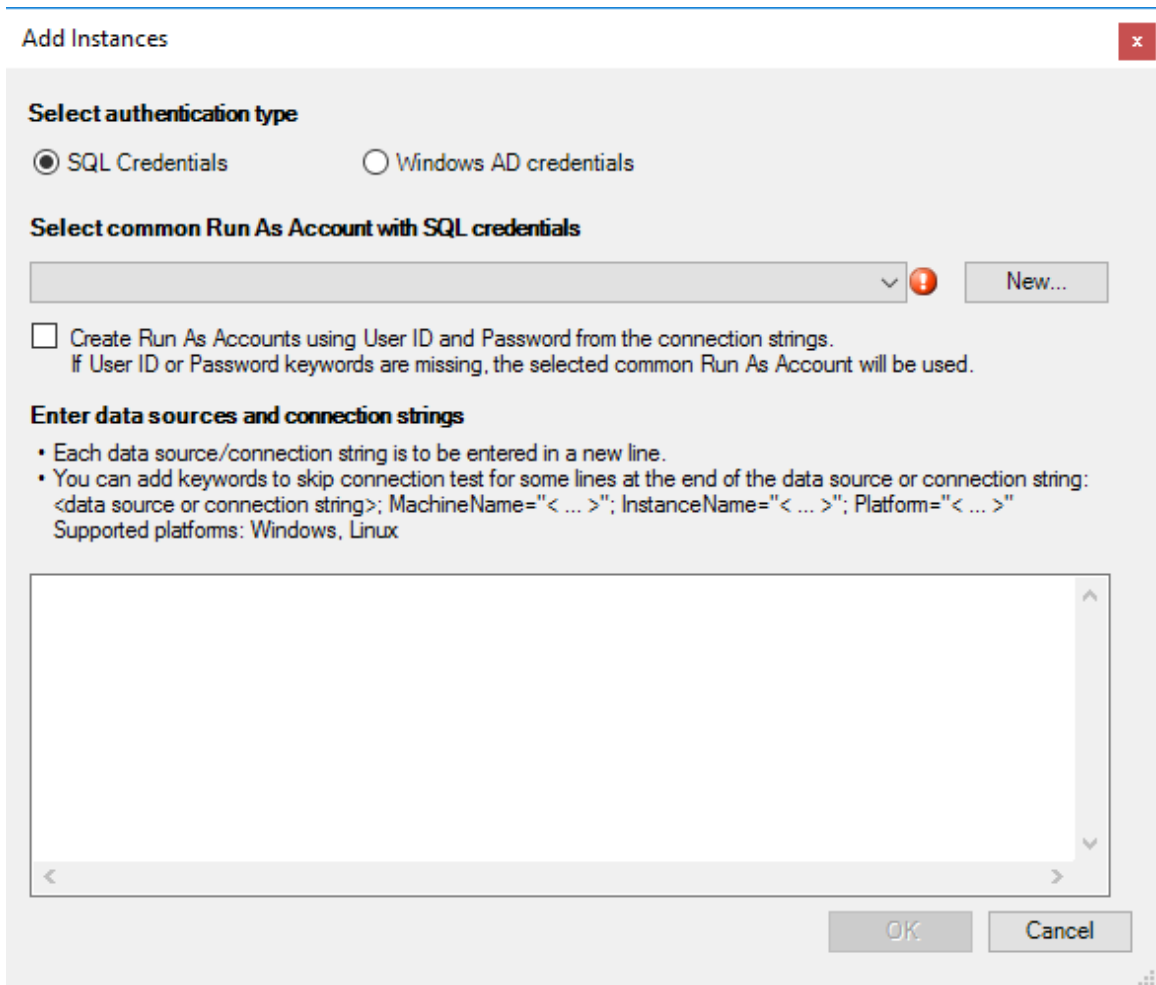 Add Instances
x
Select authentication type
SQL Credentials
Windows AD credentials
Select common Run As Account with SQL credentials
New...
Create Run As Accounts using User ID and Password from the connection strings.
If User ID or Password keywords are missing, the selected common Run As Account will be used.
Enter data sources and connection strings
• Each data source/connection string is to be entered in a new line.
• You can add keywords to skip connection test for some lines at the end of the data source or connection string:
<data source or connection string>; MachineName="< ... >"; InstanceName="< ... >"; Platform="< ... >"
Supported platforms: Windows, Linux
OK
Cancel